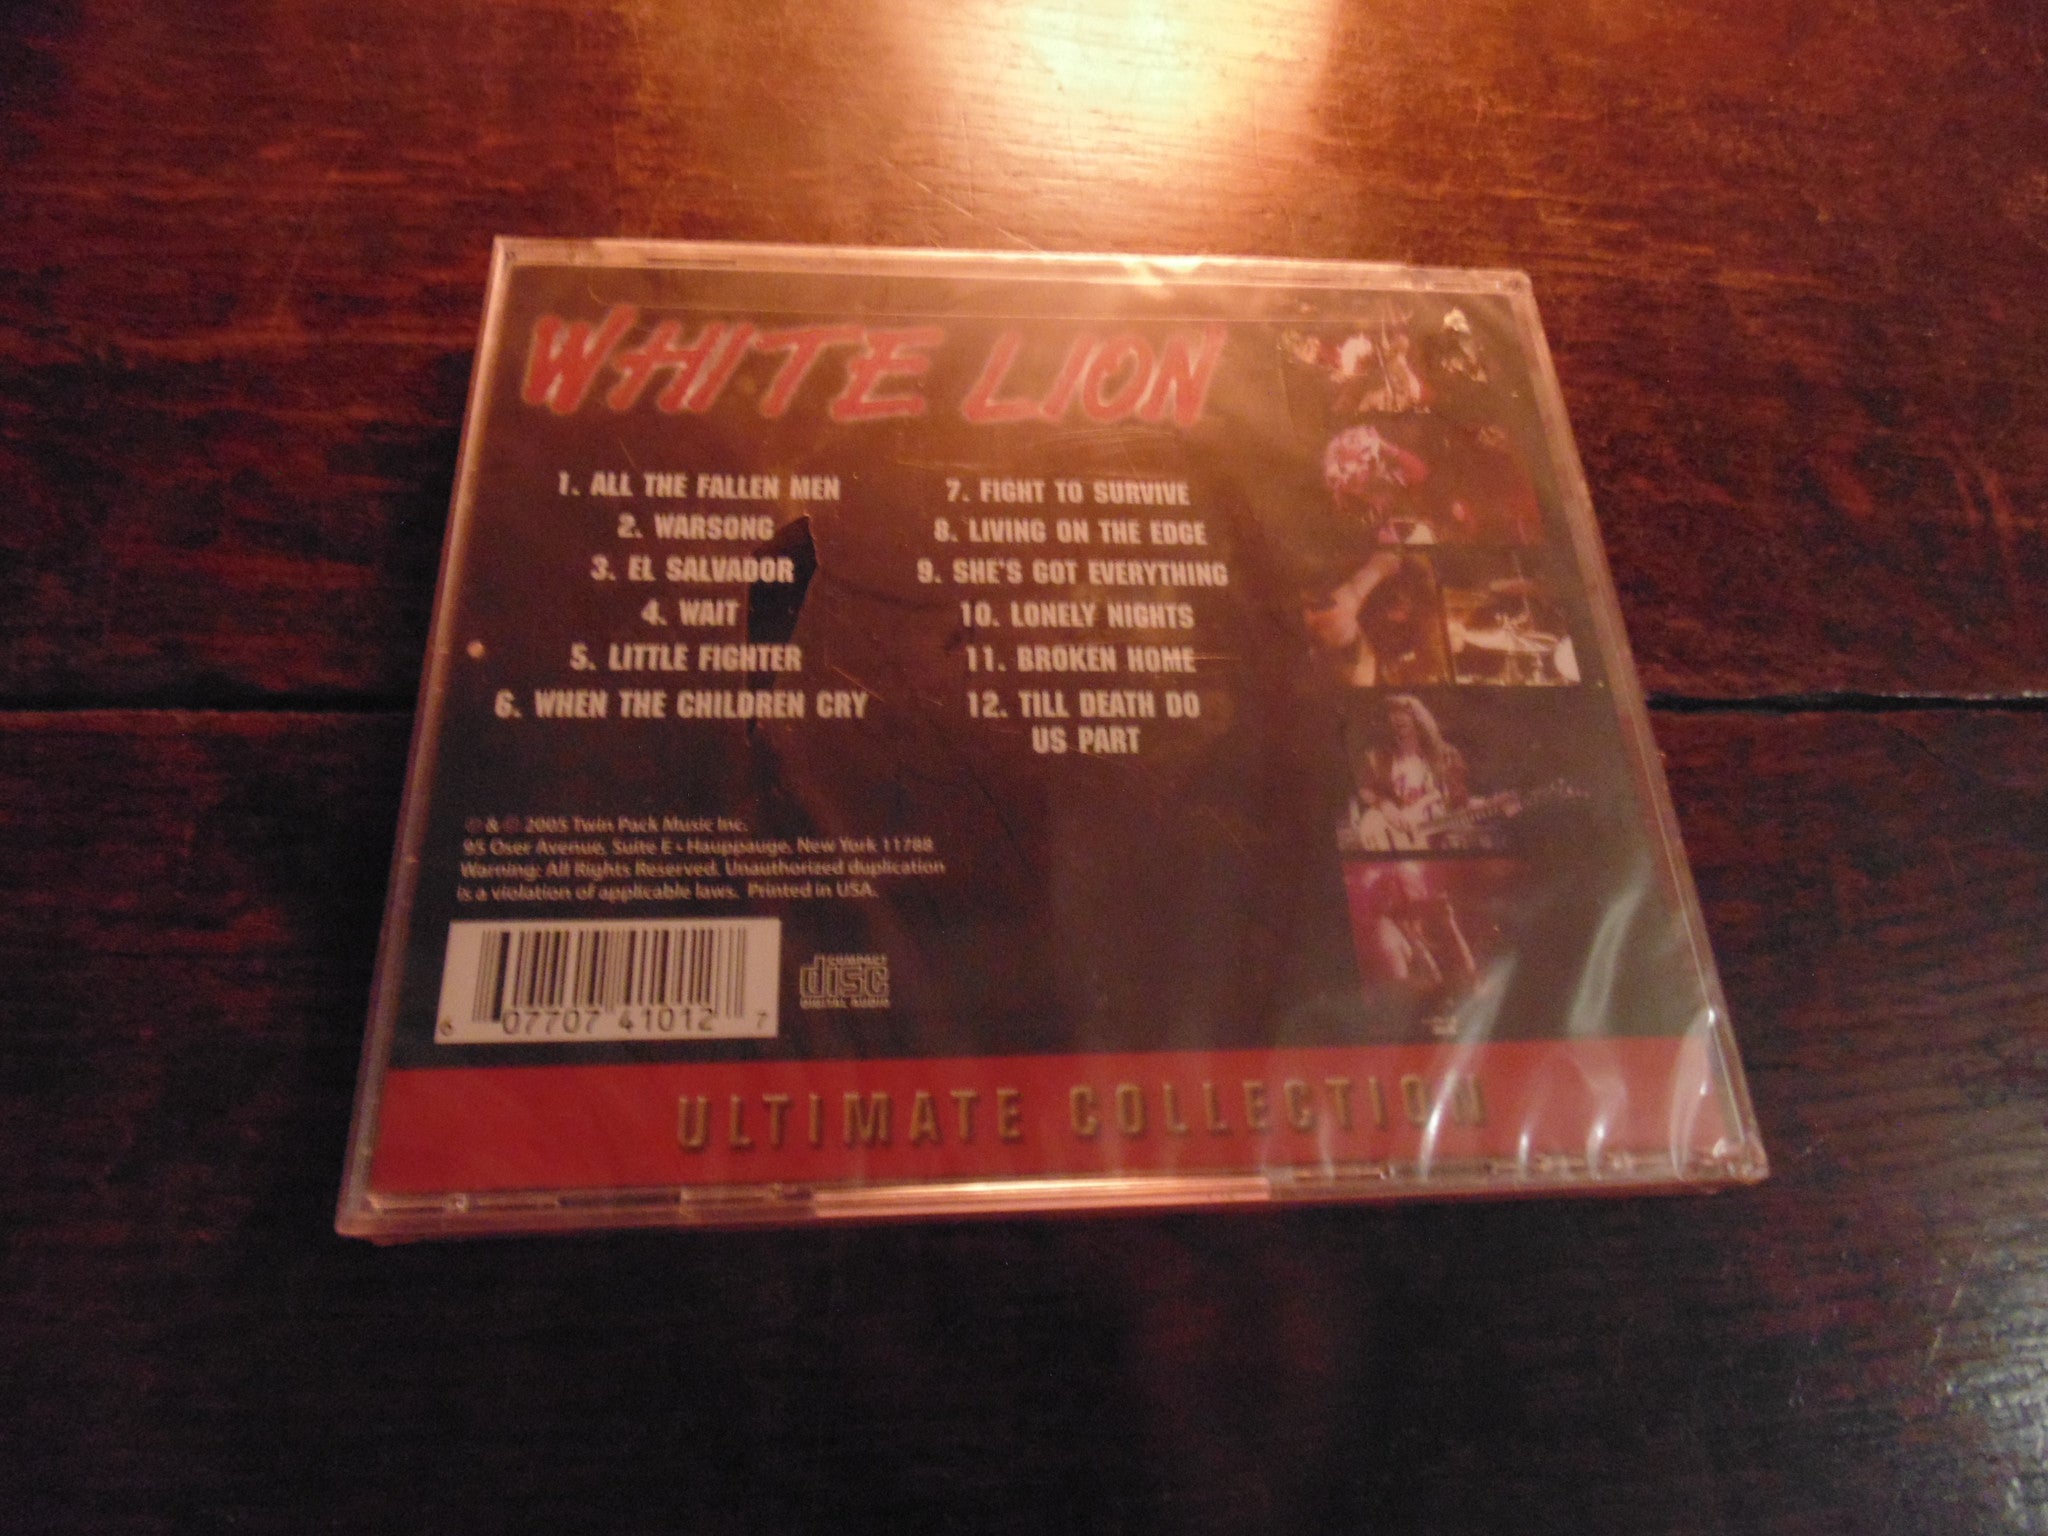 WHITE LION
1. ALL THE FALLEN MEN
2. WARSONG
3. EL SALVADOR
4. WAIT
5. LITTLE FIGHTER
6. WHEN THE CHILDREN CRY
7. FIGHT TO SURVIVE
8. LIVING ON THE EDGE
9. SHE'S GOT EVERYTHING
10. LONELY NIGHTS
11. BROKEN HOME
12. TILL DEATH DO
US PART
℗ & © 2005 Twin Pack Music Inc.
95 Oser Avenue, Suite E • Hauppauge, New York 11788
Warning: All Rights Reserved. Unauthorized duplication
is a violation of applicable laws. Printed in USA.
6 07707 41012 7
COMPACT
disc
DIGITAL AUDIO
ULTIMATE COLLECTION